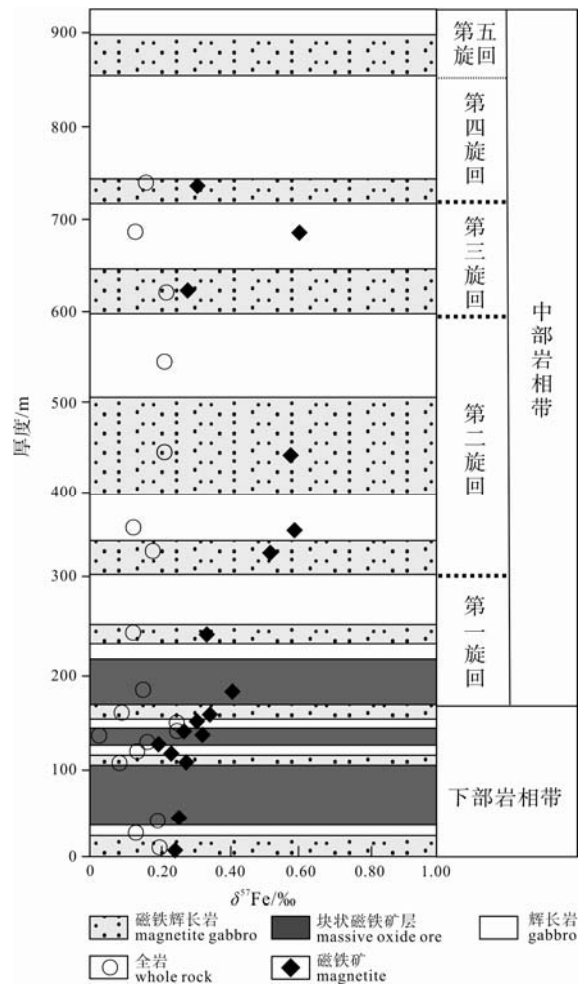 900
800
700
600
500
400
300
200
100
0
厚度/m
0
0.20
0.40
0.60
0.80
1.00
δ⁵⁷Fe/‰
第五旋回
第四旋回
第三旋回
第二旋回
第一旋回
中部岩相带
下部岩相带
磁铁辉长岩
magnetite gabbro
块状磁铁矿层
massive oxide ore
辉长岩
gabbro
全岩
whole rock
磁铁矿
magnetite